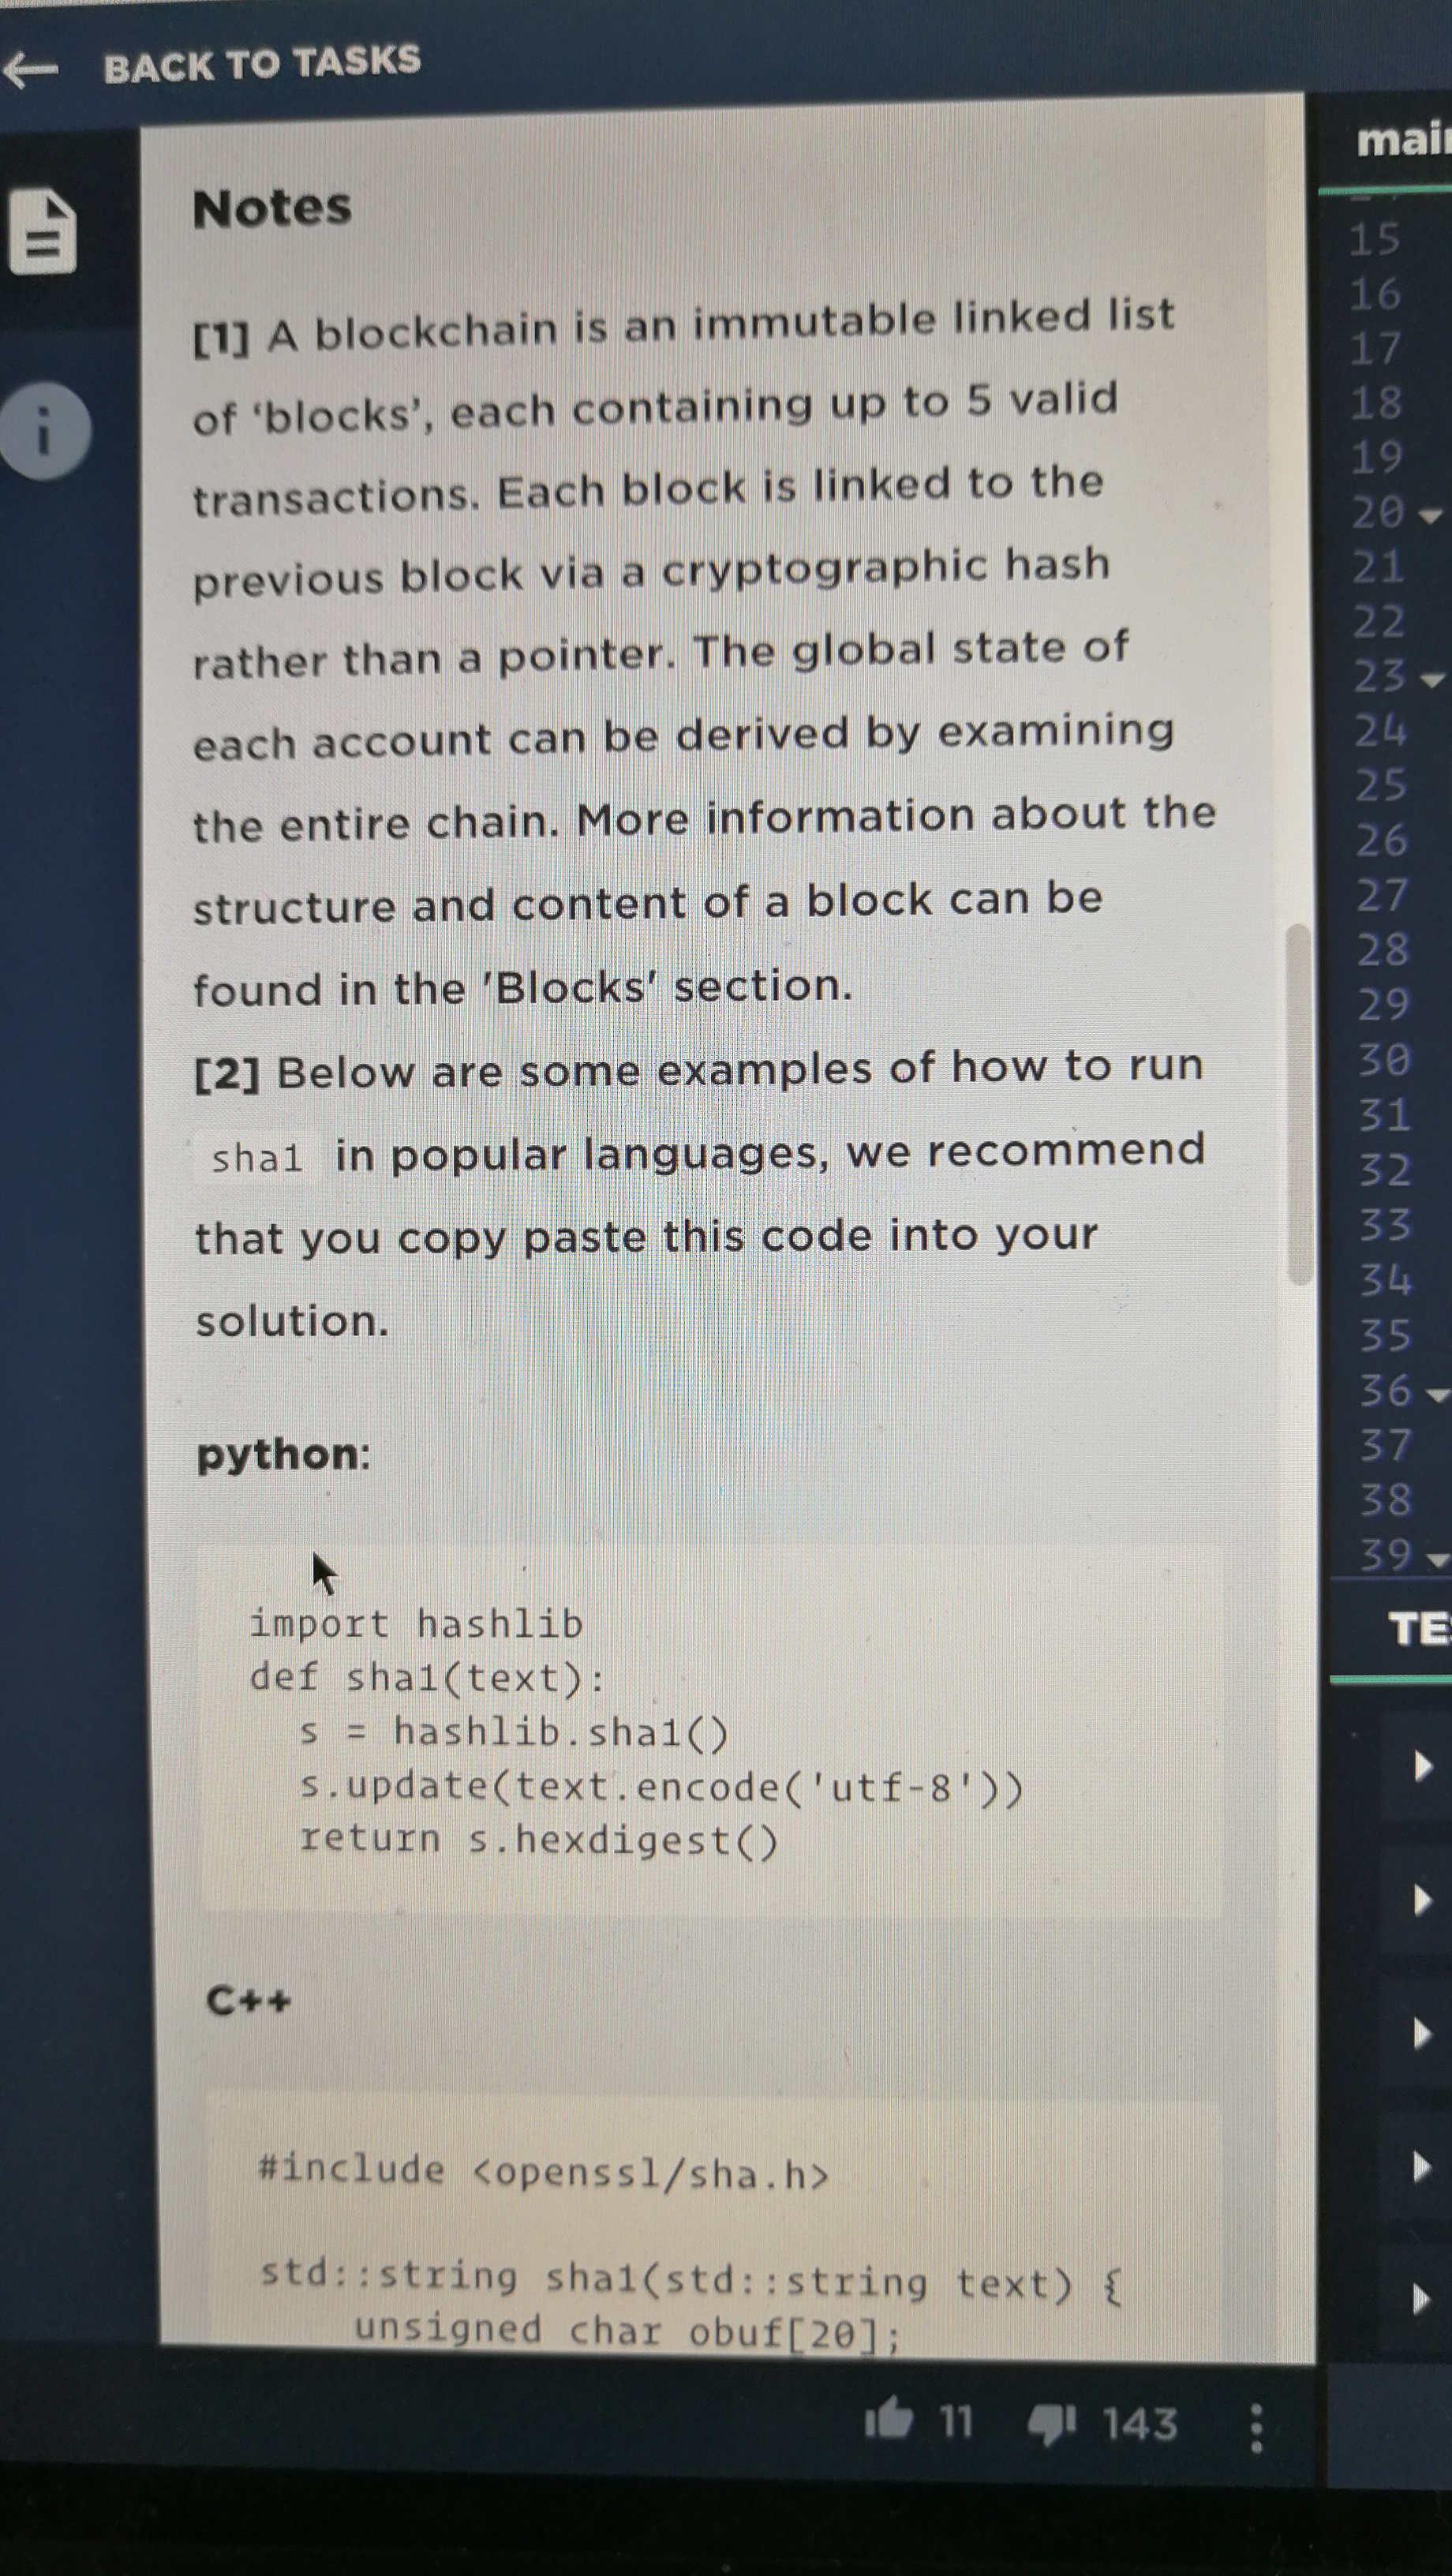 BACK TO TASKS
Notes
[1] A blockchain is an immutable linked list
of ‘blocks’, each containing up to 5 valid
transactions. Each block is linked to the
previous block via a cryptographic hash
rather than a pointer. The global state of
each account can be derived by examining
the entire chain. More information about the
structure and content of a block can be
found in the 'Blocks' section.
[2] Below are some examples of how to run
sha1 in popular languages, we recommend
that you copy paste this code into your
solution.
python:
import hashlib
def sha1(text):
  s = hashlib.sha1()
  s.update(text.encode('utf-8'))
  return s.hexdigest()
C++
#include <openssl/sha.h>
std::string sha1(std::string text) {
    unsigned char obuf[20];
11 143
15
16
17
18
19
20
21
22
23
24
25
26
27
28
29
30
31
32
33
34
35
36
37
38
39